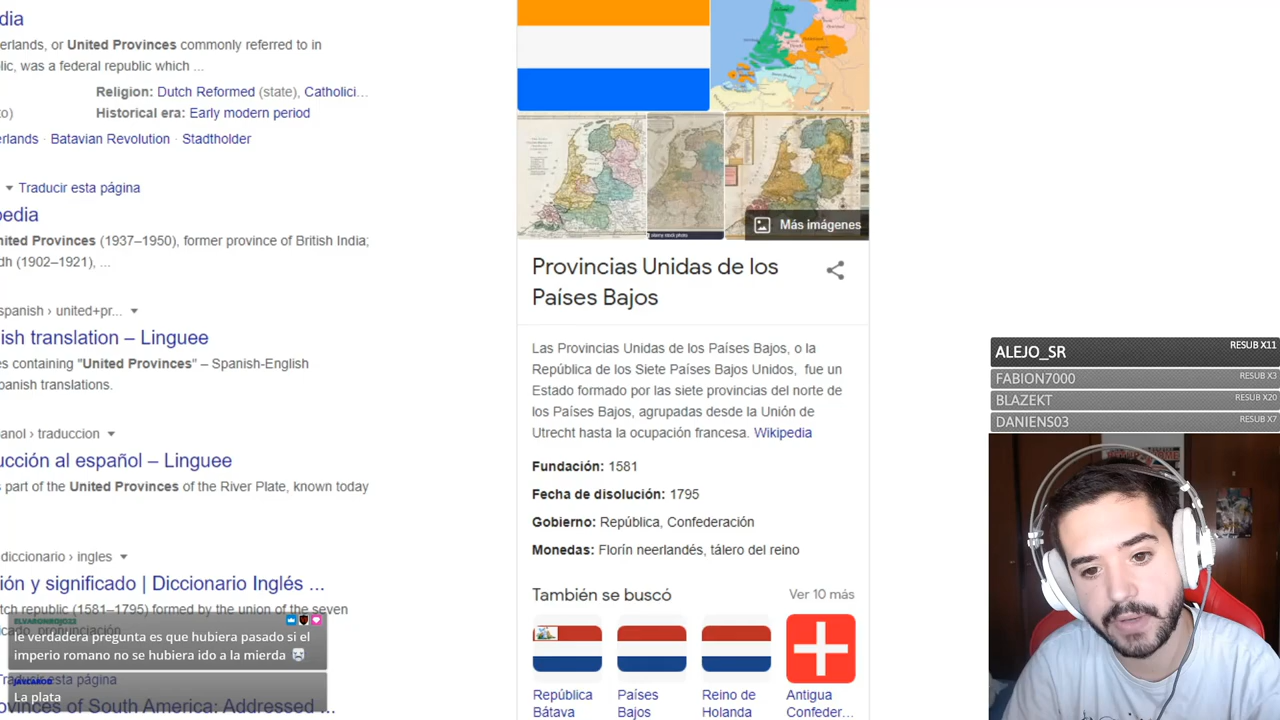 dia
erlands, or United Provinces commonly referred to in
lic, was a federal republic which ...
Religion: Dutch Reformed (state), Catholici...
to)
Historical era: Early modern period
erlands · Batavian Revolution · Stadtholder
Traducir esta página
pedia
nited Provinces (1937–1950), former province of British India;
dh (1902–1921), ...
spanish › united+pr...
ish translation – Linguee
es containing "United Provinces" – Spanish-English
panish translations.
anol › traduccion
ucción al español – Linguee
s part of the United Provinces of the River Plate, known today
diccionario › ingles
ión y significado | Diccionario Inglés ...
tch republic (1581–1795) formed by the union of the seven
le verdadera pregunta es que hubiera pasado si el
imperio romano no se hubiera ido a la mierda
Traducir esta página
La plata
ovinces of South America: Addressed ...
Más imágenes
Provincias Unidas de los
Países Bajos
Las Provincias Unidas de los Países Bajos, o la
República de los Siete Países Bajos Unidos, fue un
Estado formado por las siete provincias del norte de
los Países Bajos, agrupadas desde la Unión de
Utrecht hasta la ocupación francesa. Wikipedia
Fundación: 1581
Fecha de disolución: 1795
Gobierno: República, Confederación
Monedas: Florín neerlandés, tálero del reino
También se buscó
Ver 10 más
República
Bátava
Países
Bajos
Reino de
Holanda
Antigua
Confeder...
ALEJO_SR RESUB X11
FABION7000 RESUB X3
BLAZEKT RESUB X20
DANIENS03 RESUB X7